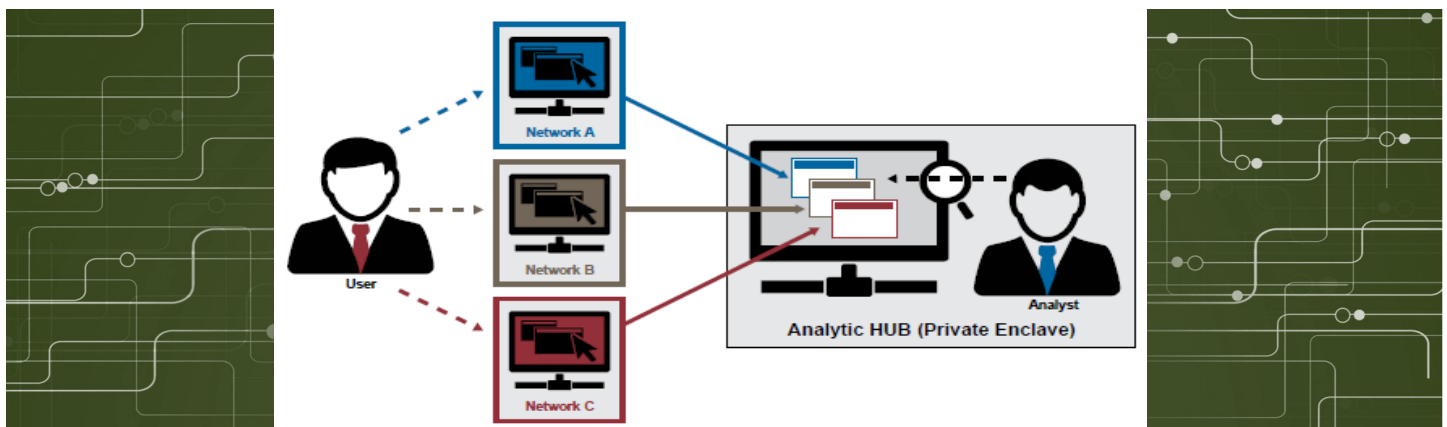 Network A
User
Network B
Network C
Analyst
Analytic HUB (Private Enclave)